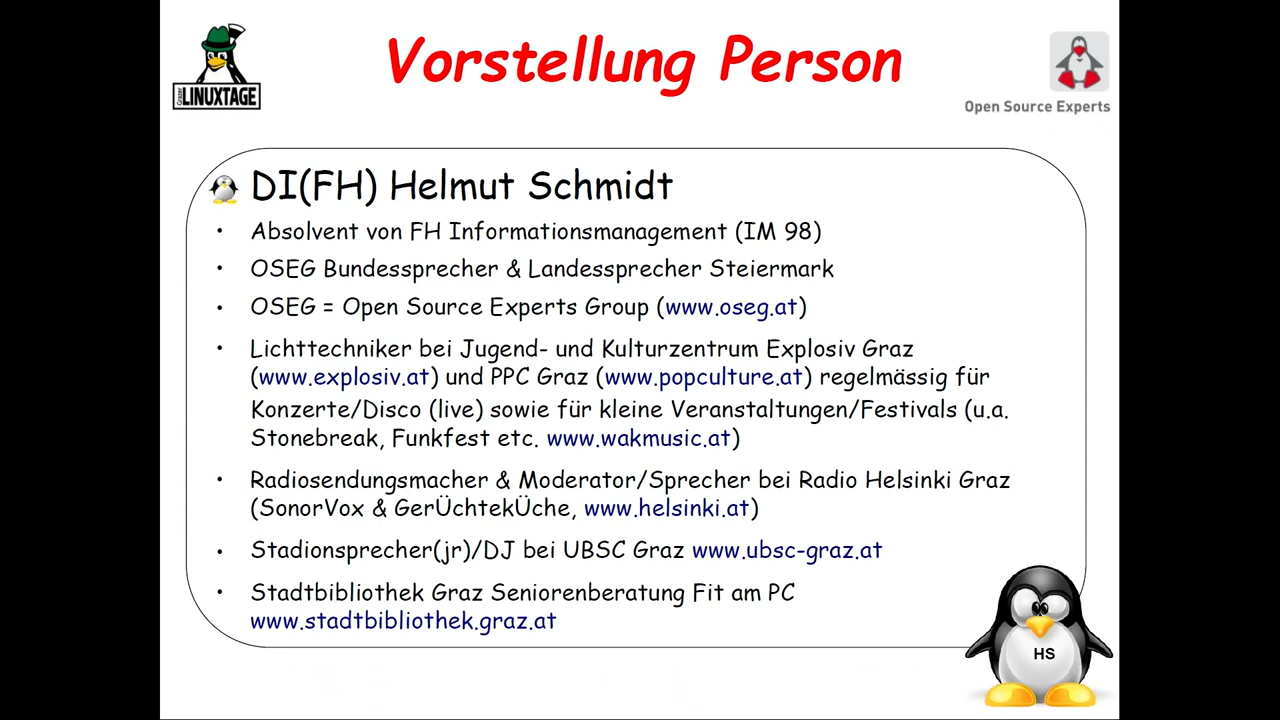 Vorstellung Person
Grazer
LINUXTAGE
Open Source Experts
DI(FH) Helmut Schmidt
• Absolvent von FH Informationsmanagement (IM 98)
• OSEG Bundessprecher & Landessprecher Steiermark
• OSEG = Open Source Experts Group (www.oseg.at)
• Lichttechniker bei Jugend- und Kulturzentrum Explosiv Graz
(www.explosiv.at) und PPC Graz (www.popculture.at) regelmässig für
Konzerte/Disco (live) sowie für kleine Veranstaltungen/Festivals (u.a.
Stonebreak, Funkfest etc. www.wakmusic.at)
• Radiosendungsmacher & Moderator/Sprecher bei Radio Helsinki Graz
(SonorVox & GerÜchtekÜche, www.helsinki.at)
• Stadionsprecher(jr)/DJ bei UBSC Graz www.ubsc-graz.at
• Stadtbibliothek Graz Seniorenberatung Fit am PC
www.stadtbibliothek.graz.at
HS